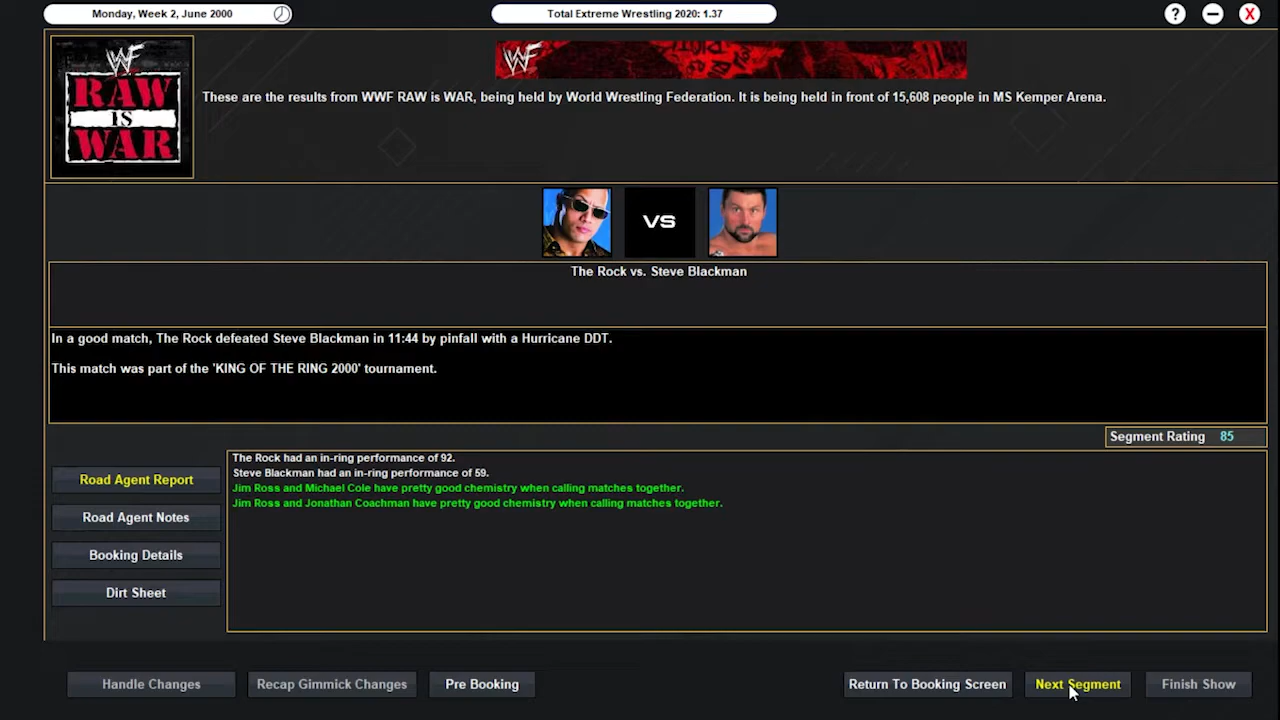 Monday, Week 2, June 2000
Total Extreme Wrestling 2020: 1.37
?
X
WF
RAW
IS
WAR
WF
These are the results from WWF RAW is WAR, being held by World Wrestling Federation. It is being held in front of 15,608 people in MS Kemper Arena.
VS
The Rock vs. Steve Blackman
In a good match, The Rock defeated Steve Blackman in 11:44 by pinfall with a Hurricane DDT.
This match was part of the 'KING OF THE RING 2000' tournament.
Segment Rating 85
Road Agent Report
Road Agent Notes
Booking Details
Dirt Sheet
The Rock had an in-ring performance of 92.
Steve Blackman had an in-ring performance of 59.
Jim Ross and Michael Cole have pretty good chemistry when calling matches together.
Jim Ross and Jonathan Coachman have pretty good chemistry when calling matches together.
Handle Changes
Recap Gimmick Changes
Pre Booking
Return To Booking Screen
Next Segment
Finish Show